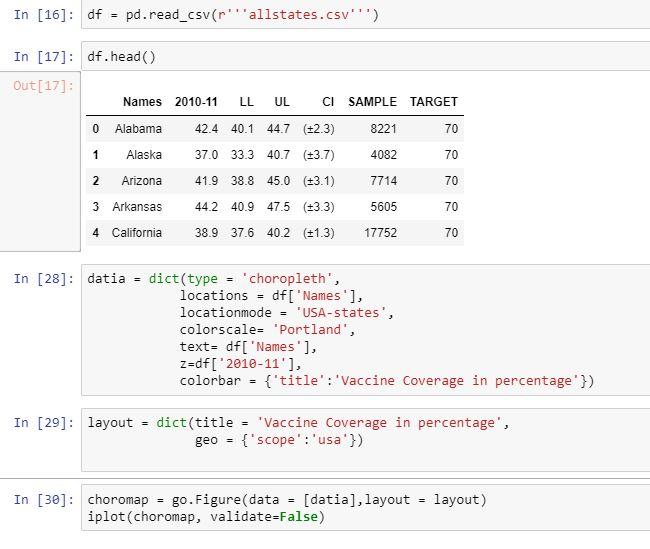 In [16]: df = pd.read_csv(r'''allstates.csv''')
In [17]: df.head()
Out[17]:
Names 2010-11 LL UL CI SAMPLE TARGET
0 Alabama 42.4 40.1 44.7 (±2.3) 8221 70
1 Alaska 37.0 33.3 40.7 (±3.7) 4082 70
2 Arizona 41.9 38.8 45.0 (±3.1) 7714 70
3 Arkansas 44.2 40.9 47.5 (±3.3) 5605 70
4 California 38.9 37.6 40.2 (±1.3) 17752 70
In [28]: datia = dict(type = 'choropleth',
locations = df['Names'],
locationmode = 'USA-states',
colorscale= 'Portland',
text= df['Names'],
z=df['2010-11'],
colorbar = {'title':'Vaccine Coverage in percentage'})
In [29]: layout = dict(title = 'Vaccine Coverage in percentage',
geo = {'scope':'usa'})
In [30]: choromap = go.Figure(data = [datia],layout = layout)
iplot(choromap, validate=False)